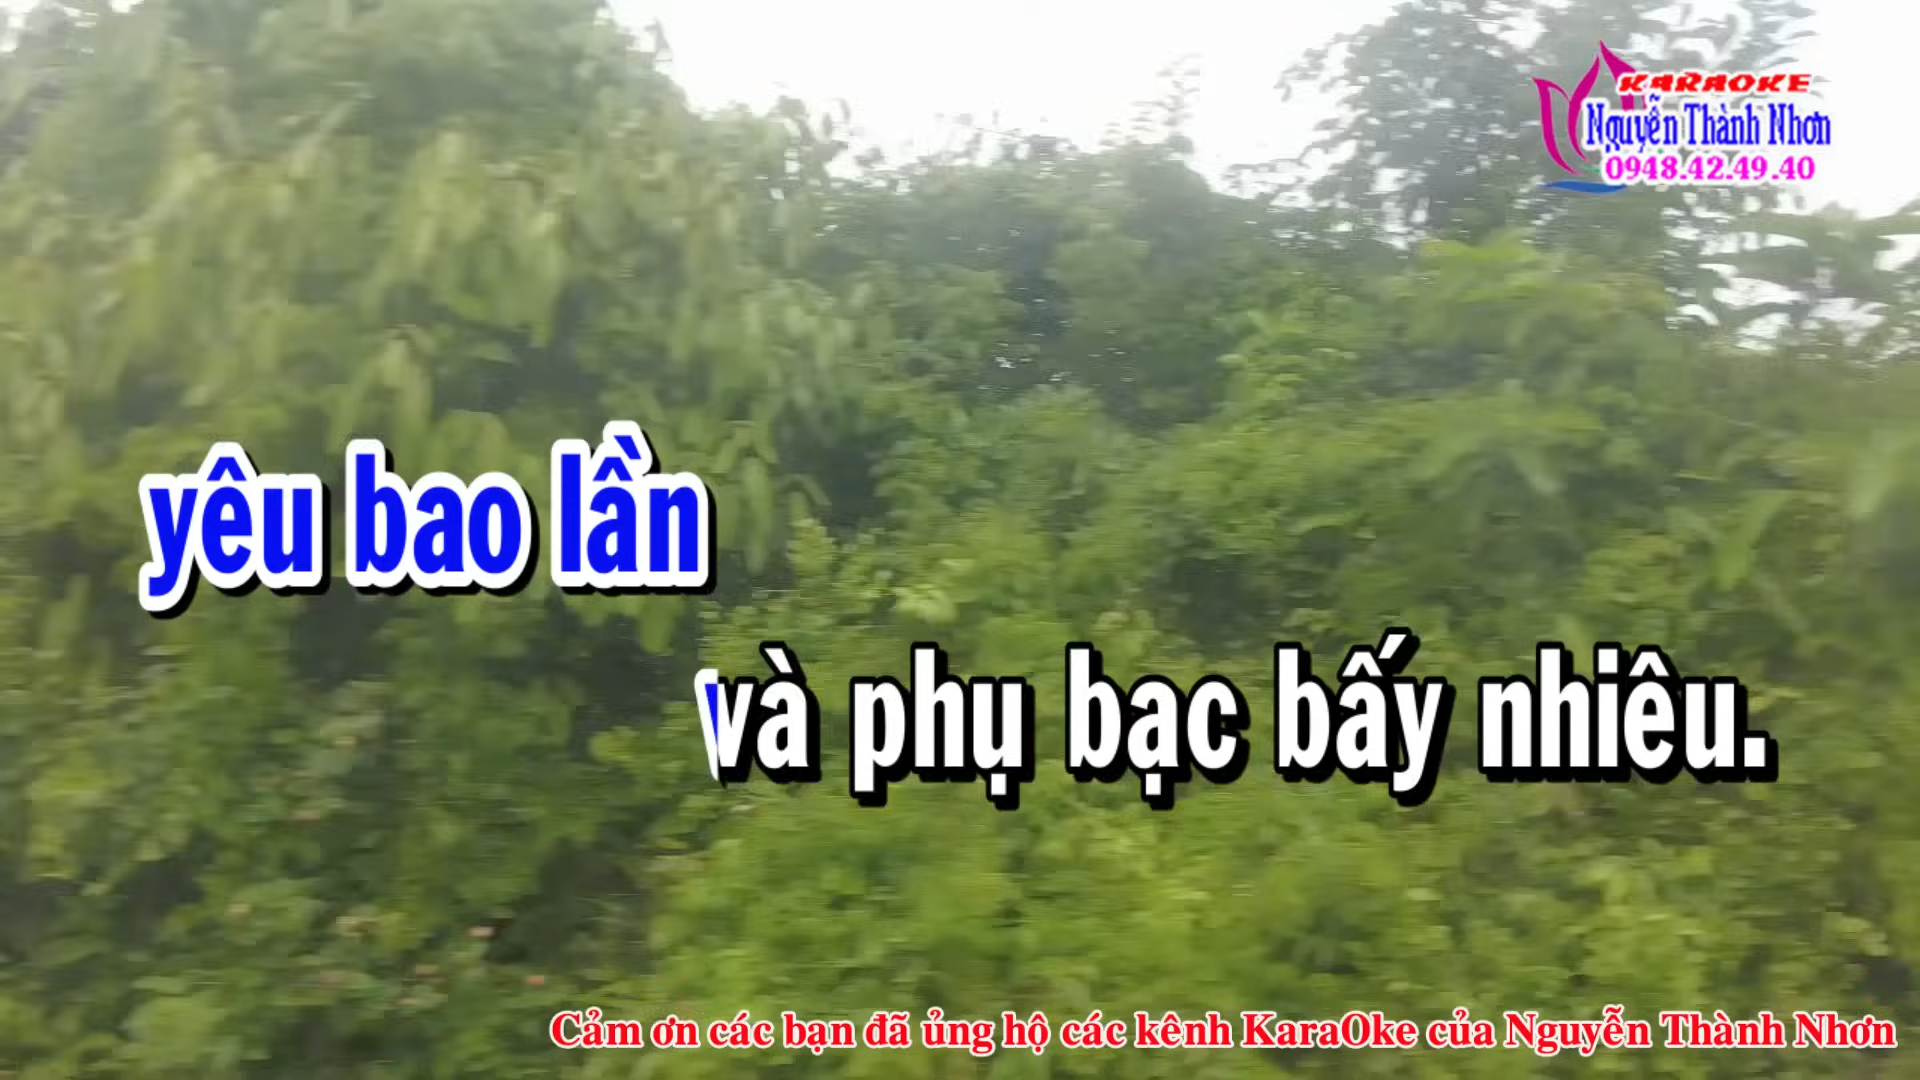 KARAOKE
Nguyễn Thành Nhơn
0948.42.49.40
yêu bao lần
và phụ bạc bấy nhiêu.
Cảm ơn các bạn đã ủng hộ các kênh KaraOke của Nguyễn Thành Nhơn